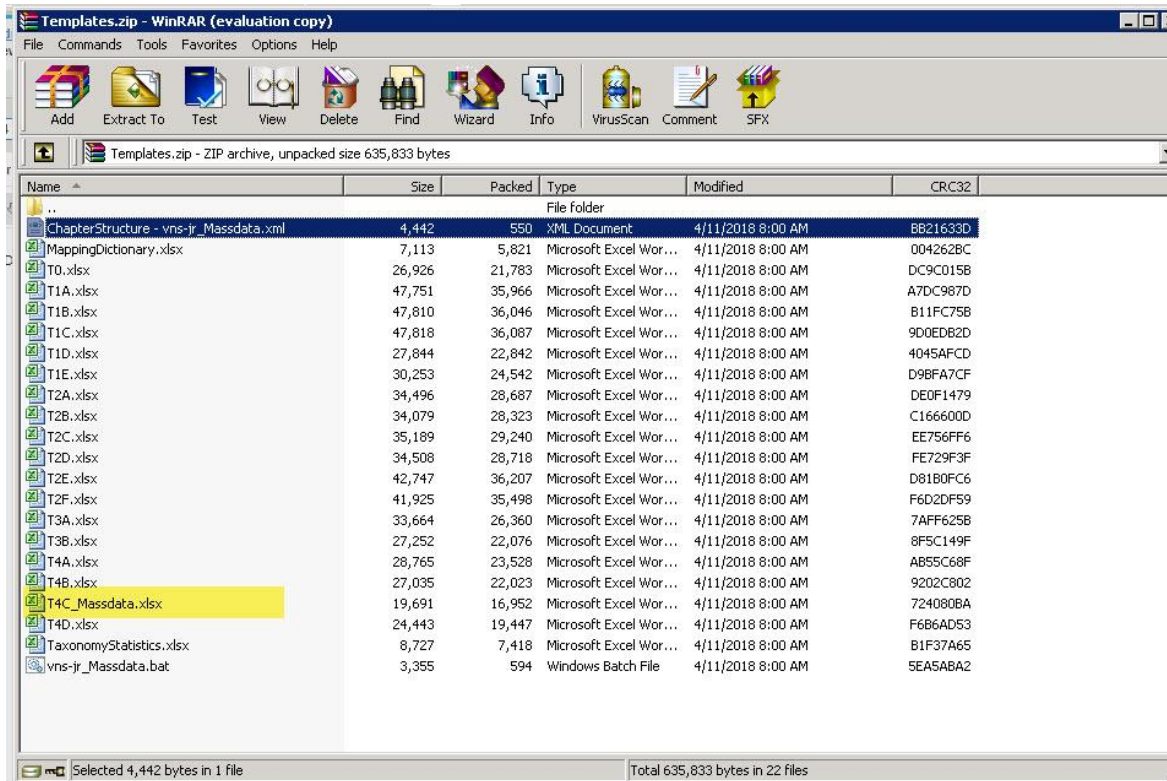 Templates.zip - WinRAR (evaluation copy)
File Commands Tools Favorites Options Help
Add Extract To Test View Delete Find Wizard Info VirusScan Comment SFX
Templates.zip - ZIP archive, unpacked size 635,833 bytes
Name Size Packed Type Modified CRC32
.. File folder
ChapterStructure - vns-jr_Massdata.xml 4,442 550 XML Document 4/11/2018 8:00 AM BB21633D
MappingDictionary.xlsx 7,113 5,821 Microsoft Excel Wor... 4/11/2018 8:00 AM 004262BC
T0.xlsx 26,926 21,783 Microsoft Excel Wor... 4/11/2018 8:00 AM DC9C015B
T1A.xlsx 47,751 35,966 Microsoft Excel Wor... 4/11/2018 8:00 AM A7DC987D
T1B.xlsx 47,810 36,046 Microsoft Excel Wor... 4/11/2018 8:00 AM B11FC75B
T1C.xlsx 47,818 36,087 Microsoft Excel Wor... 4/11/2018 8:00 AM 9D0EDB2D
T1D.xlsx 27,844 22,842 Microsoft Excel Wor... 4/11/2018 8:00 AM 4045AFCD
T1E.xlsx 30,253 24,542 Microsoft Excel Wor... 4/11/2018 8:00 AM D9BFA7CF
T2A.xlsx 34,496 28,687 Microsoft Excel Wor... 4/11/2018 8:00 AM DE0F1479
T2B.xlsx 34,079 28,323 Microsoft Excel Wor... 4/11/2018 8:00 AM C166600D
T2C.xlsx 35,189 29,240 Microsoft Excel Wor... 4/11/2018 8:00 AM EE756FF6
T2D.xlsx 34,508 28,718 Microsoft Excel Wor... 4/11/2018 8:00 AM FE729F3F
T2E.xlsx 42,747 36,207 Microsoft Excel Wor... 4/11/2018 8:00 AM D81B0FC6
T2F.xlsx 41,925 35,498 Microsoft Excel Wor... 4/11/2018 8:00 AM F6D2DF59
T3A.xlsx 33,664 26,360 Microsoft Excel Wor... 4/11/2018 8:00 AM 7AFF625B
T3B.xlsx 27,252 22,076 Microsoft Excel Wor... 4/11/2018 8:00 AM 8F5C149F
T4A.xlsx 28,765 23,528 Microsoft Excel Wor... 4/11/2018 8:00 AM AB55C68F
T4B.xlsx 27,035 22,023 Microsoft Excel Wor... 4/11/2018 8:00 AM 9202C802
T4C_Massdata.xlsx 19,691 16,952 Microsoft Excel Wor... 4/11/2018 8:00 AM 724080BA
T4D.xlsx 24,443 19,447 Microsoft Excel Wor... 4/11/2018 8:00 AM F6B6AD53
TaxonomyStatistics.xlsx 8,727 7,418 Microsoft Excel Wor... 4/11/2018 8:00 AM B1F37A65
vns-jr_Massdata.bat 3,355 594 Windows Batch File 4/11/2018 8:00 AM 5EA5ABA2
Selected 4,442 bytes in 1 file Total 635,833 bytes in 22 files